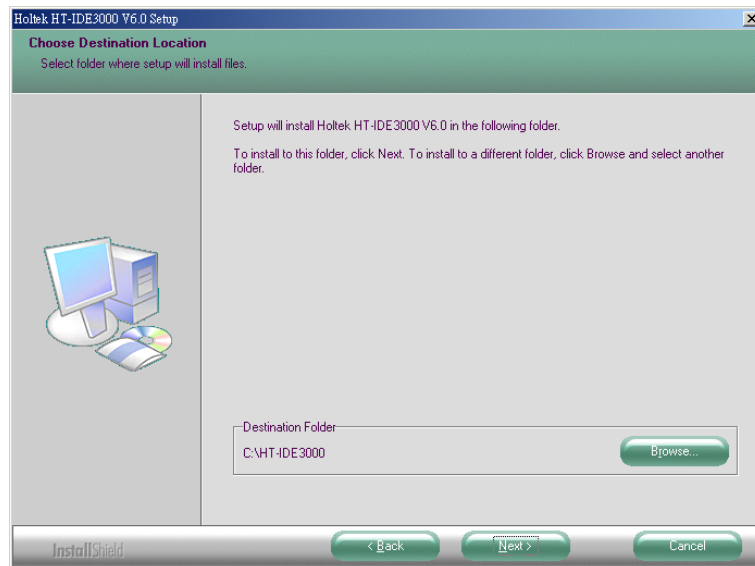 Holtek HT-IDE3000 V6.0 Setup
Choose Destination Location
Select folder where setup will install files.
Setup will install Holtek HT-IDE3000 V6.0 in the following folder.
To install to this folder, click Next. To install to a different folder, click Browse and select another
folder.
Destination Folder
C:\HT-IDE3000
Browse...
InstallShield
< Back
Next >
Cancel